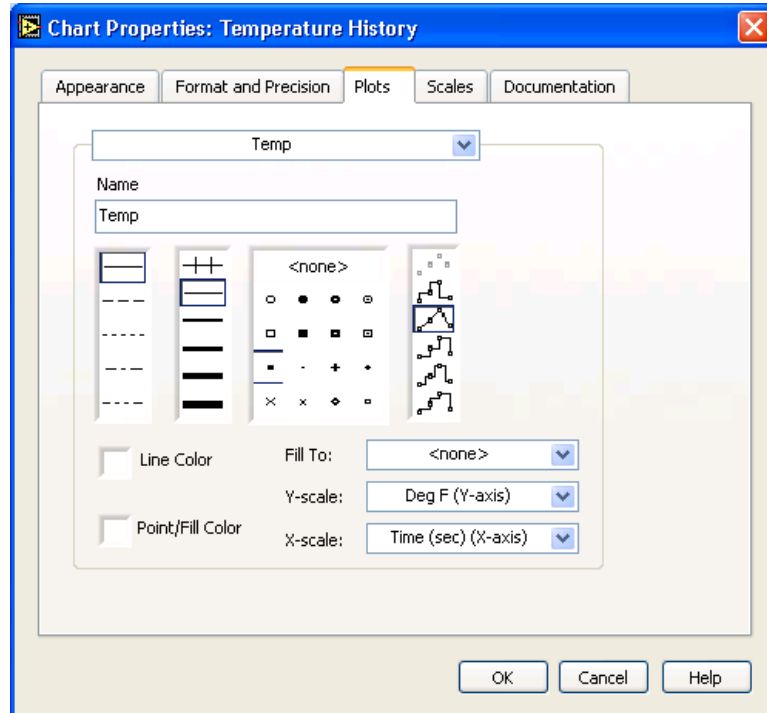 Chart Properties: Temperature History
Appearance Format and Precision Plots Scales Documentation
Temp
Name
Temp
<none>
Line Color Fill To: <none>
Y-scale: Deg F (Y-axis)
Point/Fill Color X-scale: Time (sec) (X-axis)
OK Cancel Help